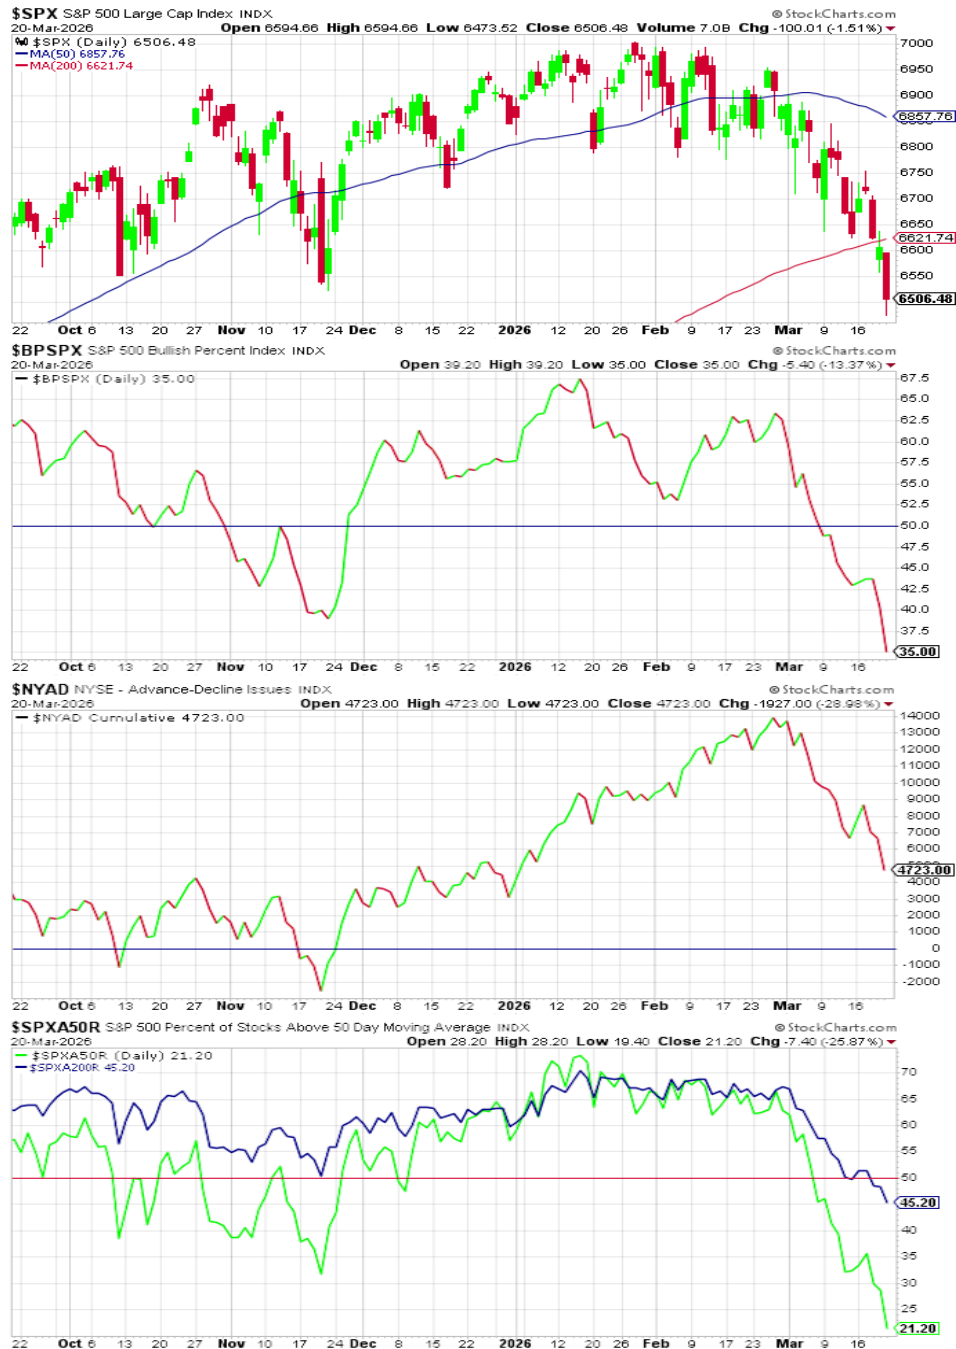 $SPX S&P 500 Large Cap Index INDX © StockCharts.com
20-Mar-2026 Open 6594.66 High 6594.66 Low 6473.52 Close 6506.48 Volume 7.0B Chg -100.01 (-1.51%)
$SPX (Daily) 6506.48
MA(50) 6857.76
MA(200) 6621.74
7000
6950
6900
6857.76
6800
6750
6700
6650
6621.74
6600
6550
6506.48
22 Oct 6 13 20 27 Nov 10 17 24 Dec 8 15 22 2026 12 20 26 Feb 9 17 23 Mar 9 16
$BPSPX S&P 500 Bullish Percent Index INDX © StockCharts.com
20-Mar-2026 Open 39.20 High 39.20 Low 35.00 Close 35.00 Chg -5.40 (-13.37%)
$BPSPX (Daily) 35.00
67.5
65.0
62.5
60.0
57.5
55.0
52.5
50.0
47.5
45.0
42.5
40.0
37.5
35.00
22 Oct 6 13 20 27 Nov 10 17 24 Dec 8 15 22 2026 12 20 26 Feb 9 17 23 Mar 9 16
$NYAD NYSE - Advance-Decline Issues INDX © StockCharts.com
20-Mar-2026 Open 4723.00 High 4723.00 Low 4723.00 Close 4723.00 Chg -1927.00 (-28.98%)
$NYAD Cumulative 4723.00
14000
13000
12000
11000
10000
9000
8000
7000
6000
4723.00
4000
3000
2000
1000
0
-1000
-2000
22 Oct 6 13 20 27 Nov 10 17 24 Dec 8 15 22 2026 12 20 26 Feb 9 17 23 Mar 9 16
$SPXA50R S&P 500 Percent of Stocks Above 50 Day Moving Average INDX © StockCharts.com
20-Mar-2026 Open 28.20 High 28.20 Low 19.40 Close 21.20 Chg -7.40 (-25.87%)
$SPXA50R (Daily) 21.20
$SPXA200R 45.20
70
65
60
55
50
45.20
40
35
30
25
21.20
22 Oct 6 13 20 27 Nov 10 17 24 Dec 8 15 22 2026 12 20 26 Feb 9 17 23 Mar 9 16